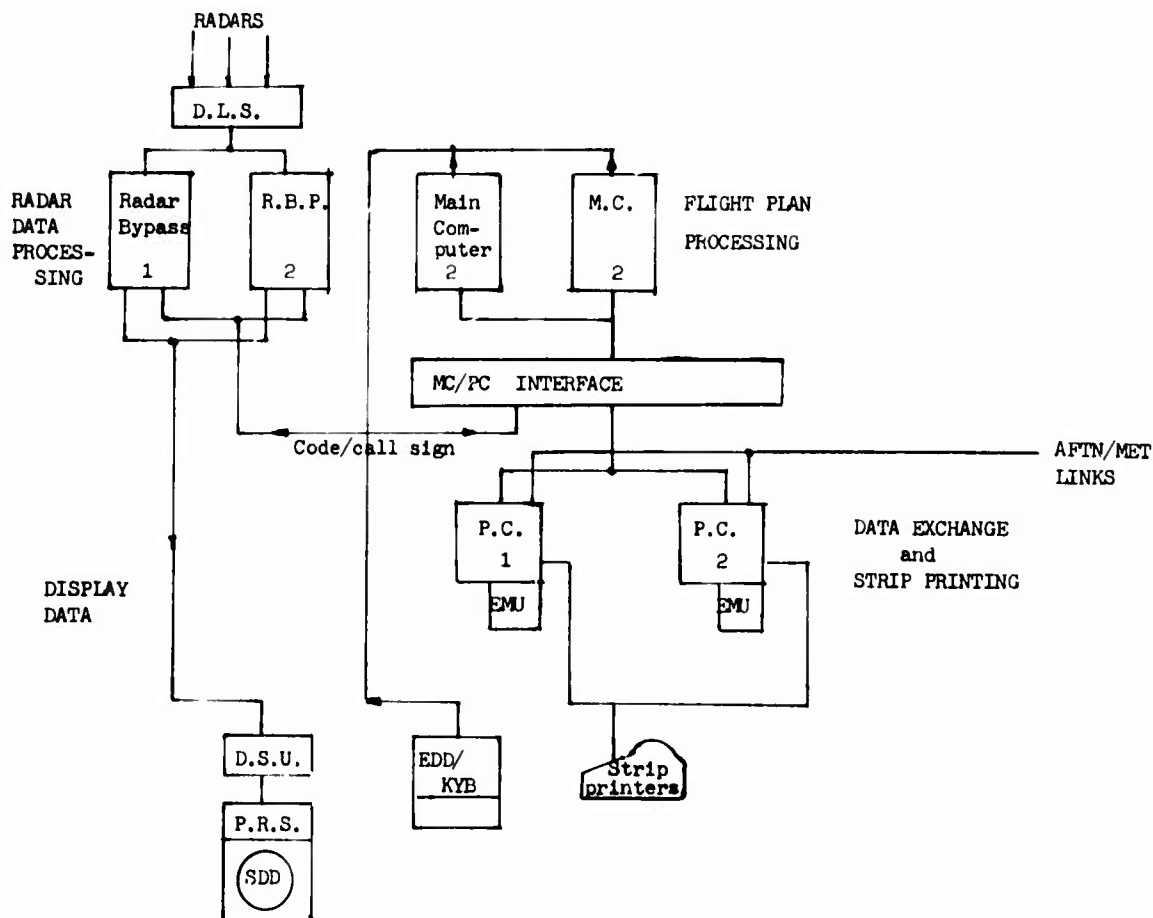 RADARS
D.L.S.
RADAR
DATA
PROCES-
SING
Radar
Bypass
1
R.B.P.
2
Main
Com-
puter
2
M.C.
2
FLIGHT PLAN
PROCESSING
MC/PC INTERFACE
Code/call sign
AFTN/MET
LINKS
P.C.
1
EMU
P.C.
2
EMU
DATA EXCHANGE
and
STRIP PRINTING
DISPLAY
DATA
D.S.U.
P.R.S.
SDD
EDD/
KYB
Strip
printers